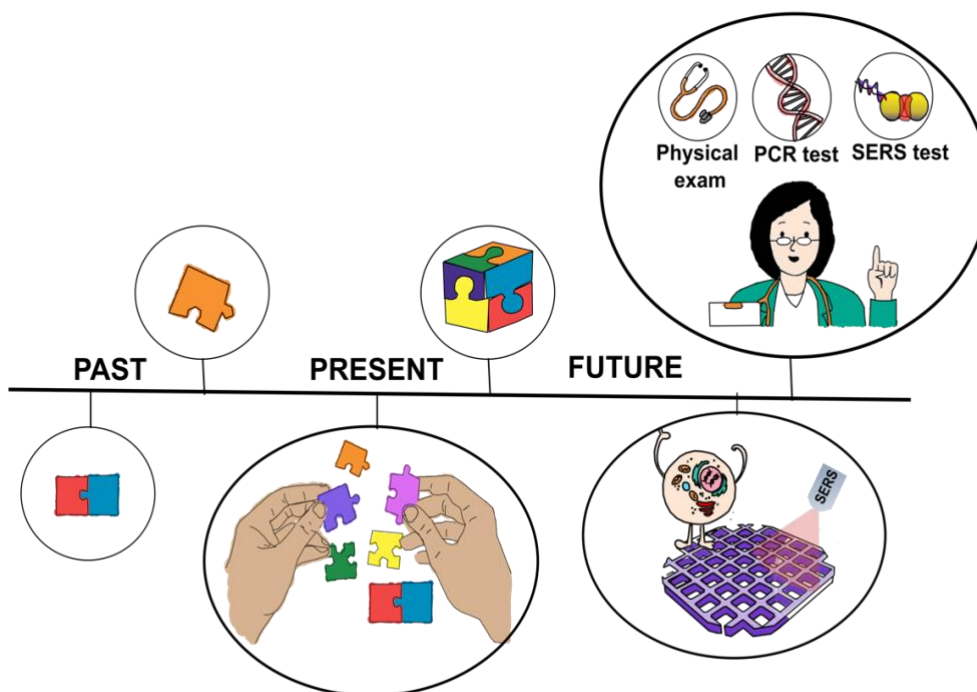 Physical
exam
PCR test
SERS test
PAST
PRESENT
FUTURE
SERS